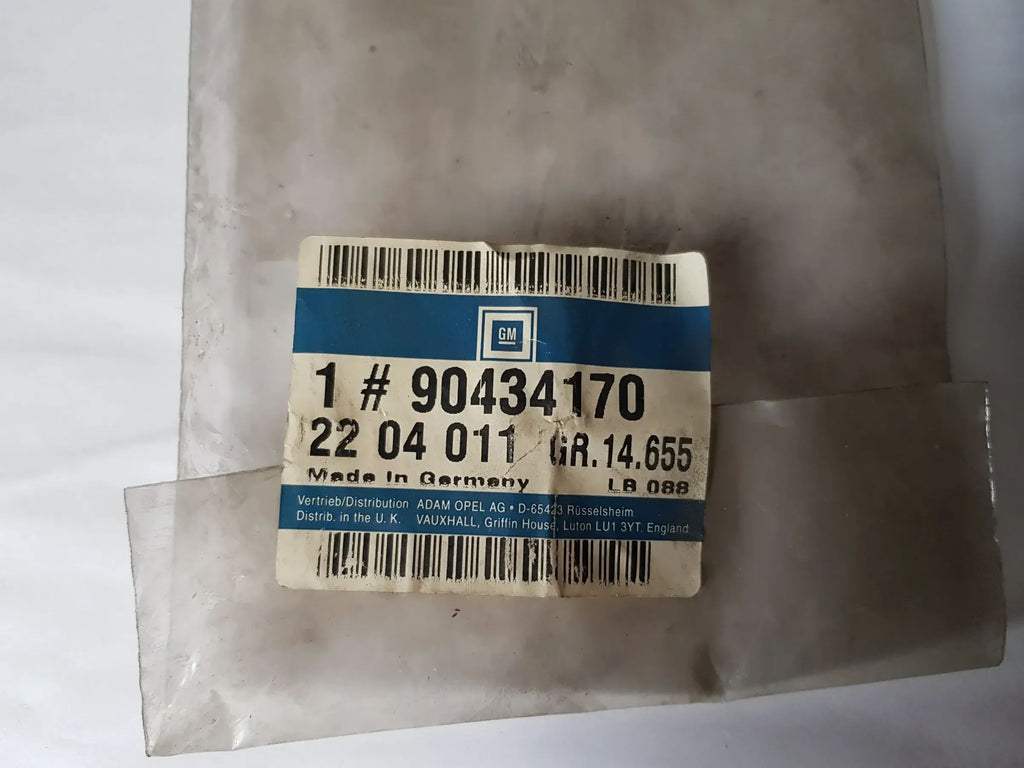 GM
1 # 90434170
22 04 011 GR.14.655
Made in Germany LB 088
Vertrieb/Distribution ADAM OPEL AG • D-65423 Rüsselsheim
Distrib. in the U. K. VAUXHALL, Griffin House, Luton LU1 3YT. England